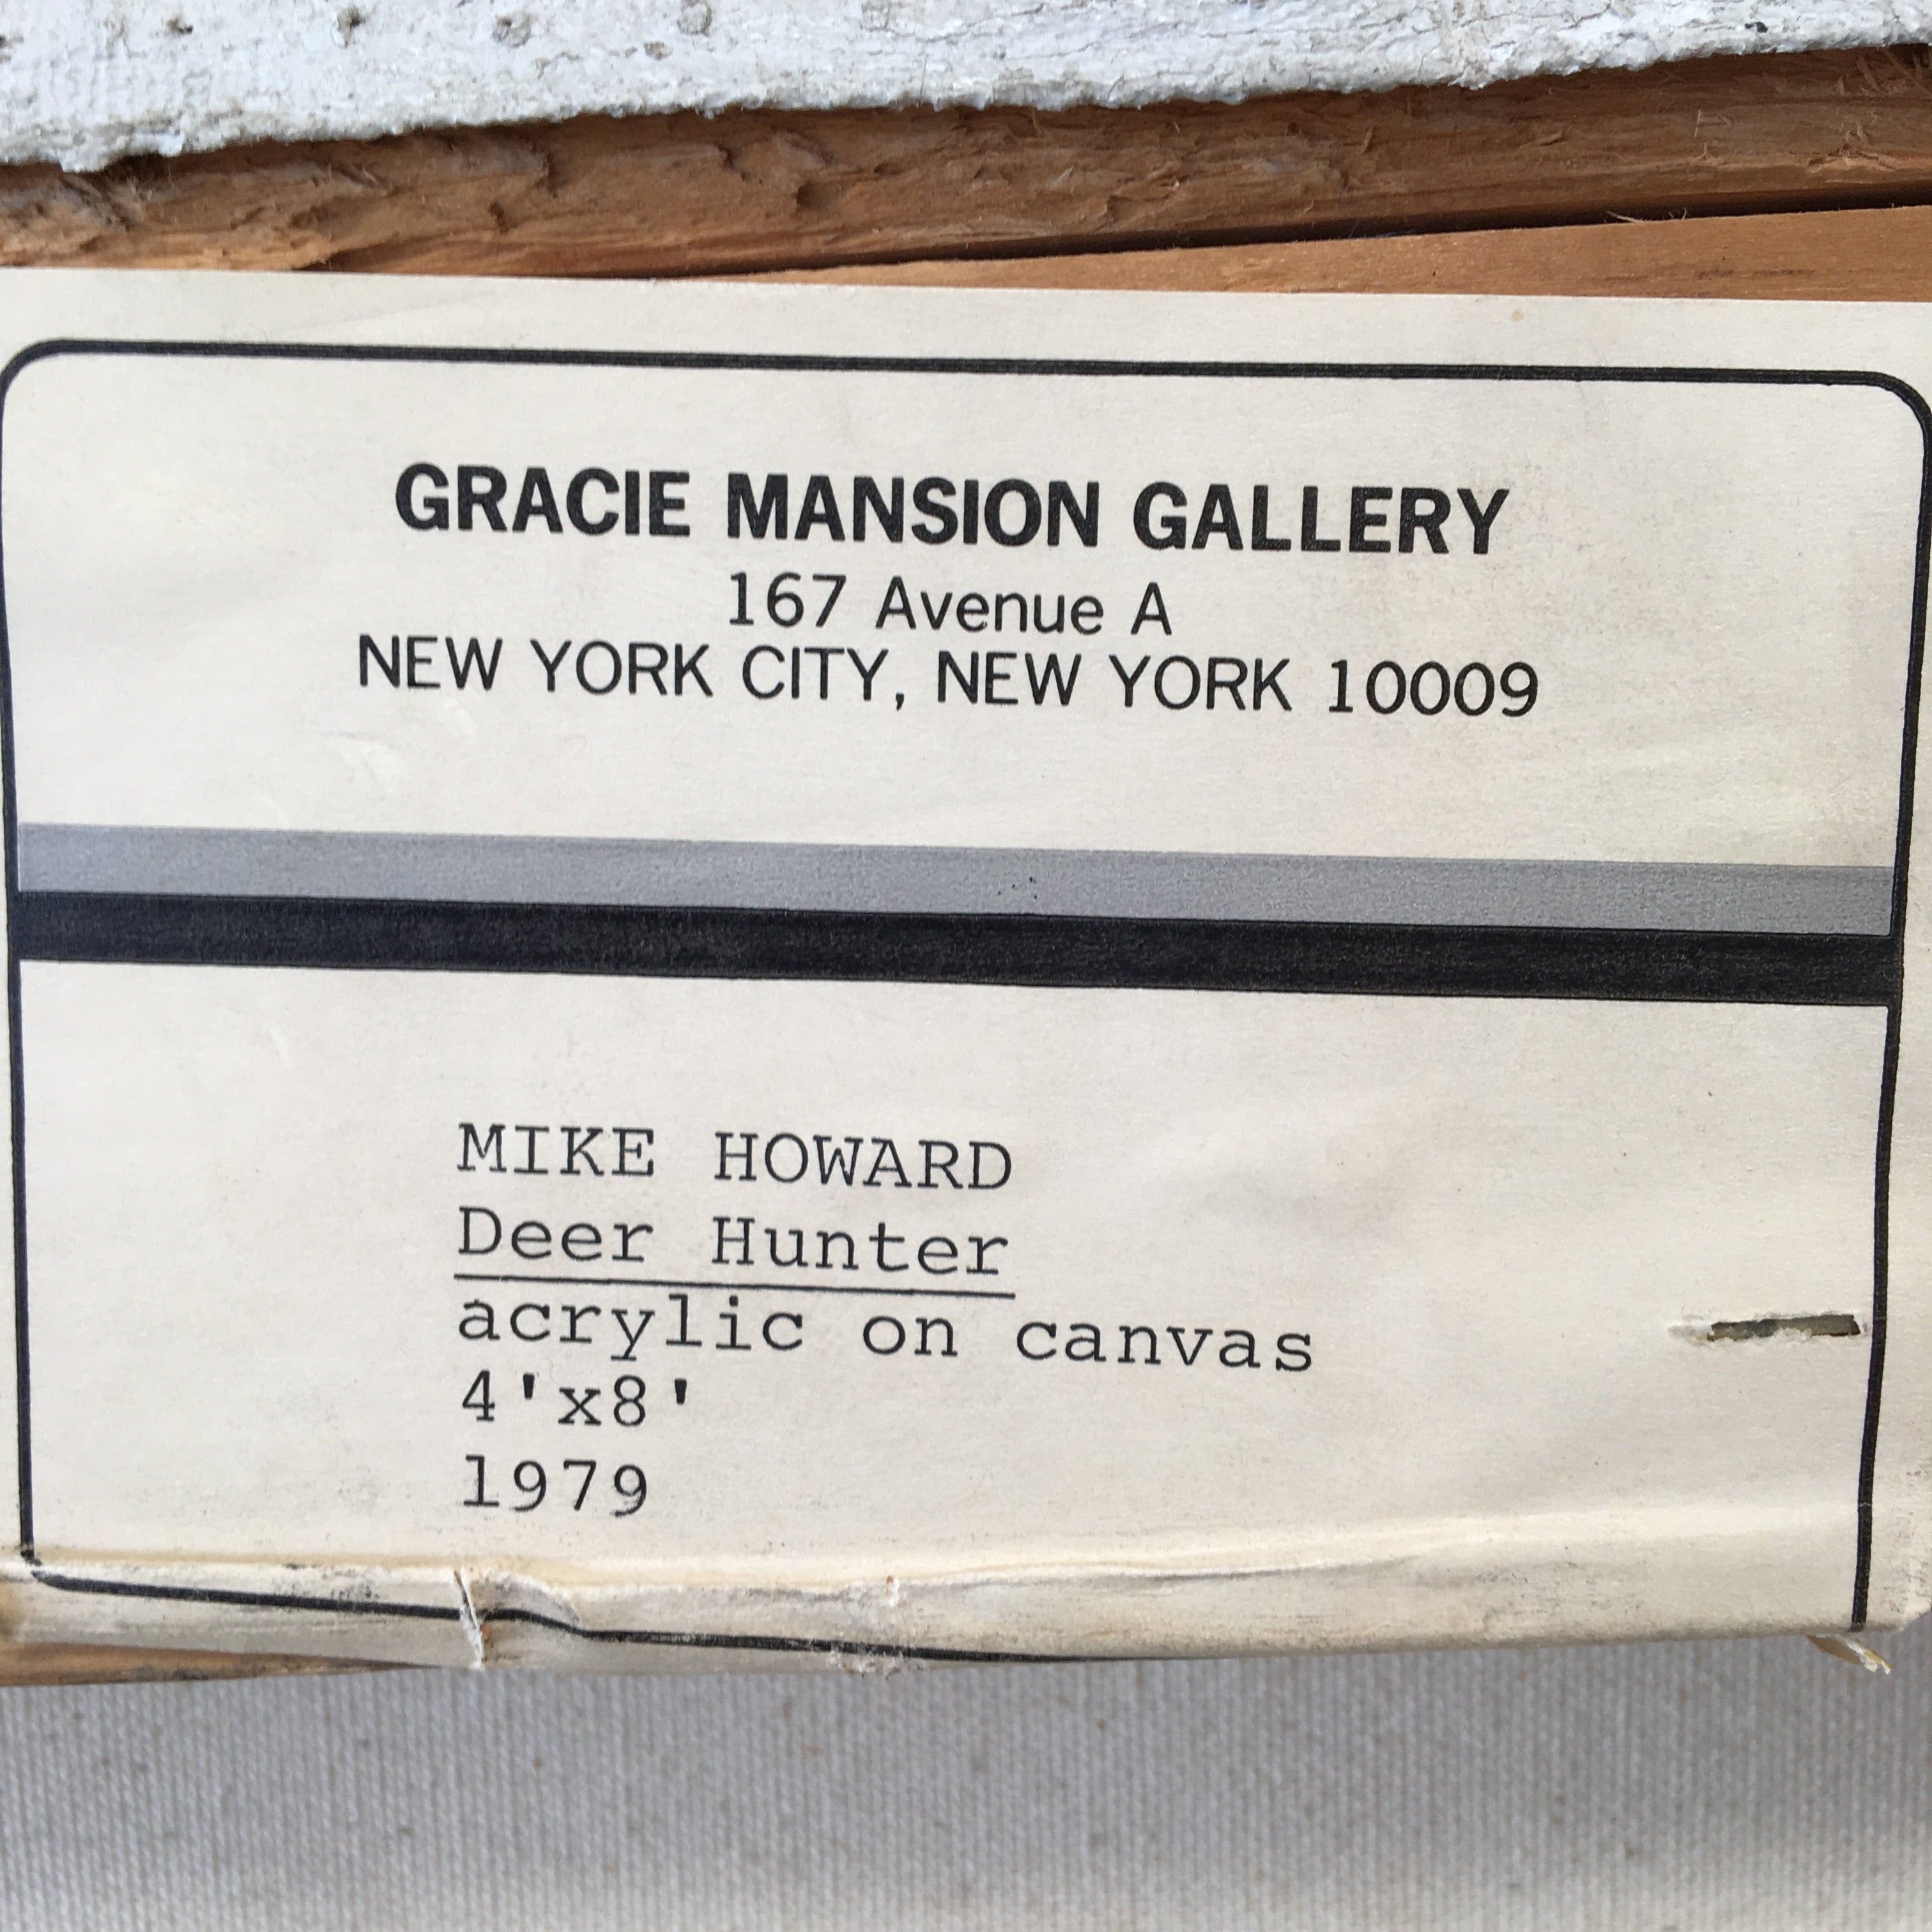 GRACIE MANSION GALLERY
167 Avenue A
NEW YORK CITY, NEW YORK 10009
MIKE HOWARD
Deer Hunter
acrylic on canvas
4'x8'
1979